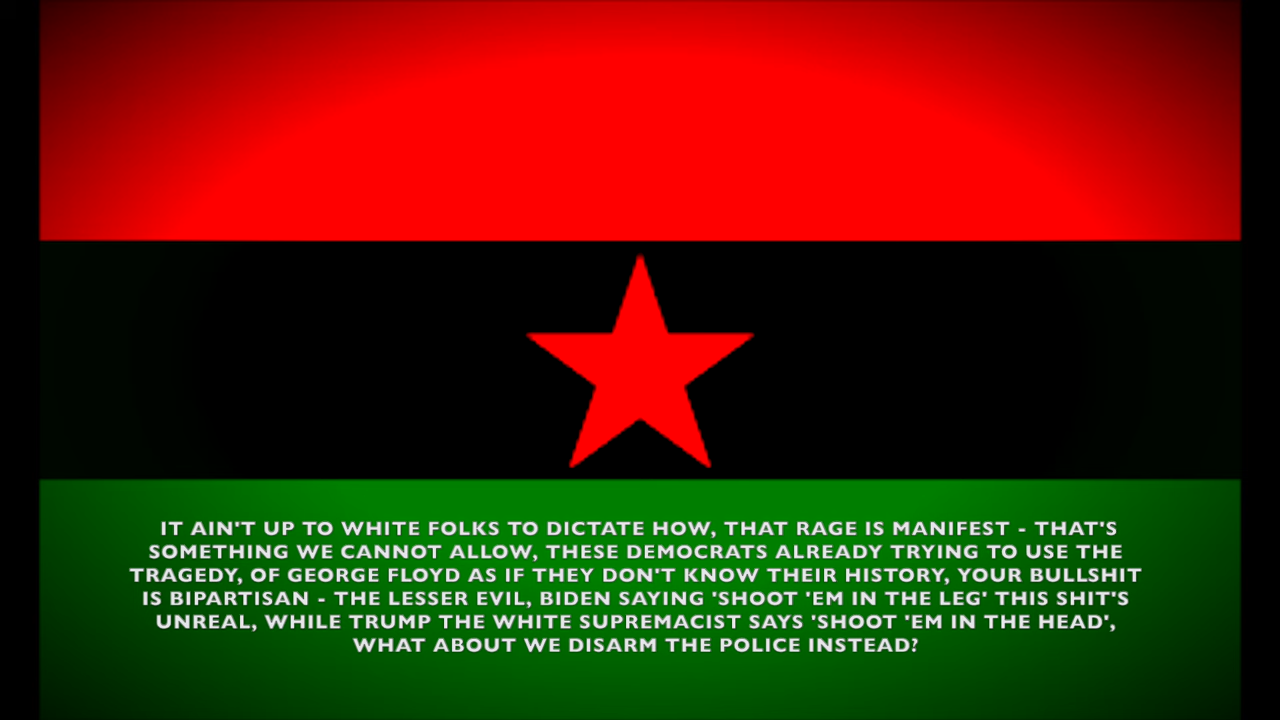 IT AIN'T UP TO WHITE FOLKS TO DICTATE HOW, THAT RAGE IS MANIFEST - THAT'S
SOMETHING WE CANNOT ALLOW, THESE DEMOCRATS ALREADY TRYING TO USE THE
TRAGEDY, OF GEORGE FLOYD AS IF THEY DON'T KNOW THEIR HISTORY, YOUR BULLSHIT
IS BIPARTISAN - THE LESSER EVIL, BIDEN SAYING 'SHOOT 'EM IN THE LEG' THIS SHIT'S
UNREAL, WHILE TRUMP THE WHITE SUPREMACIST SAYS 'SHOOT 'EM IN THE HEAD',
WHAT ABOUT WE DISARM THE POLICE INSTEAD?